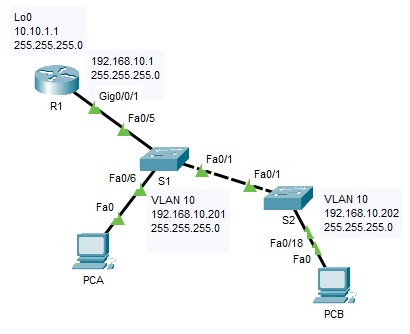 Lo0
10.10.1.1
255.255.255.0
192.168.10.1
255.255.255.0
Gig0/0/1
R1
Fa0/5
Fa0/1
S1
Fa0/6
Fa0/1
VLAN 10
192.168.10.201
255.255.255.0
VLAN 10
192.168.10.202
255.255.255.0
S2
Fa0
Fa0/18
Fa0
PCA
PCB